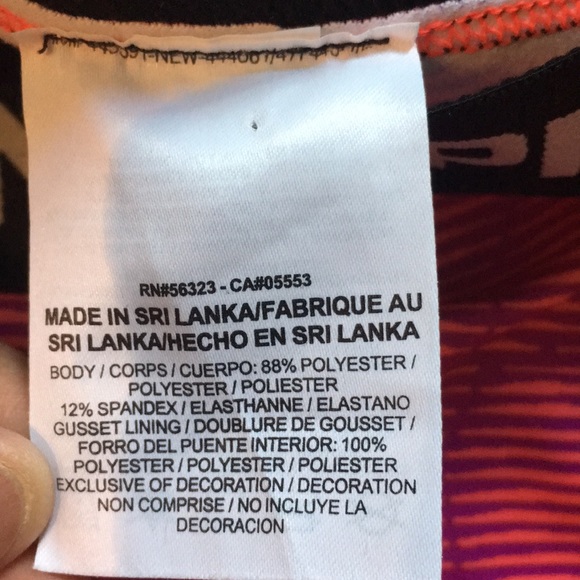 RN#56323 - CA#05553
MADE IN SRI LANKA/FABRIQUE AU
SRI LANKA/HECHO EN SRI LANKA
BODY / CORPS / CUERPO: 88% POLYESTER /
POLYESTER / POLIESTER
12% SPANDEX / ELASTHANNE / ELASTANO
GUSSET LINING / DOUBLURE DE GOUSSET /
FORRO DEL PUENTE INTERIOR: 100%
POLYESTER / POLYESTER / POLIESTER
EXCLUSIVE OF DECORATION / DECORATION
NON COMPRISE / NO INCLUYE LA
DECORACION